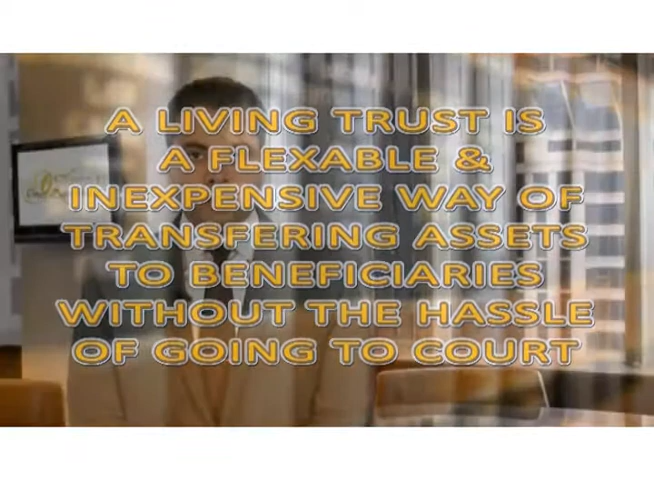 A LIVING TRUST IS
A FLEXABLE &
INEXPENSIVE WAY OF
TRANSFERING ASSETS
TO BENEFICIARIES
WITHOUT THE HASSLE
OF GOING TO COURT